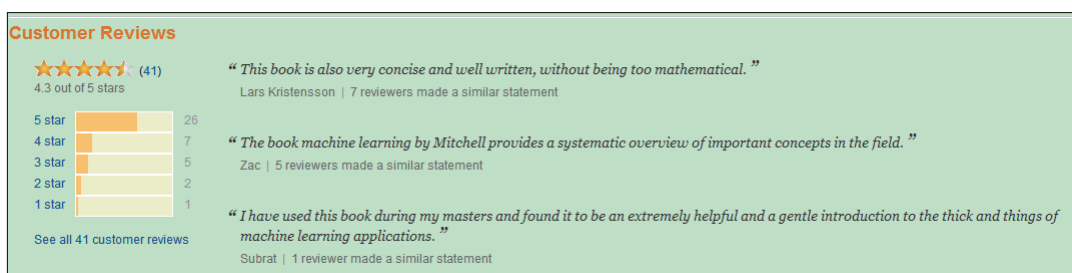 Customer Reviews
(41)
4.3 out of 5 stars
5 star 26
4 star 7
3 star 5
2 star 2
1 star 1
See all 41 customer reviews
“ This book is also very concise and well written, without being too mathematical. ”
Lars Kristensson | 7 reviewers made a similar statement
“ The book machine learning by Mitchell provides a systematic overview of important concepts in the field. ”
Zac | 5 reviewers made a similar statement
“ I have used this book during my masters and found it to be an extremely helpful and a gentle introduction to the thick and things of
machine learning applications. ”
Subrat | 1 reviewer made a similar statement